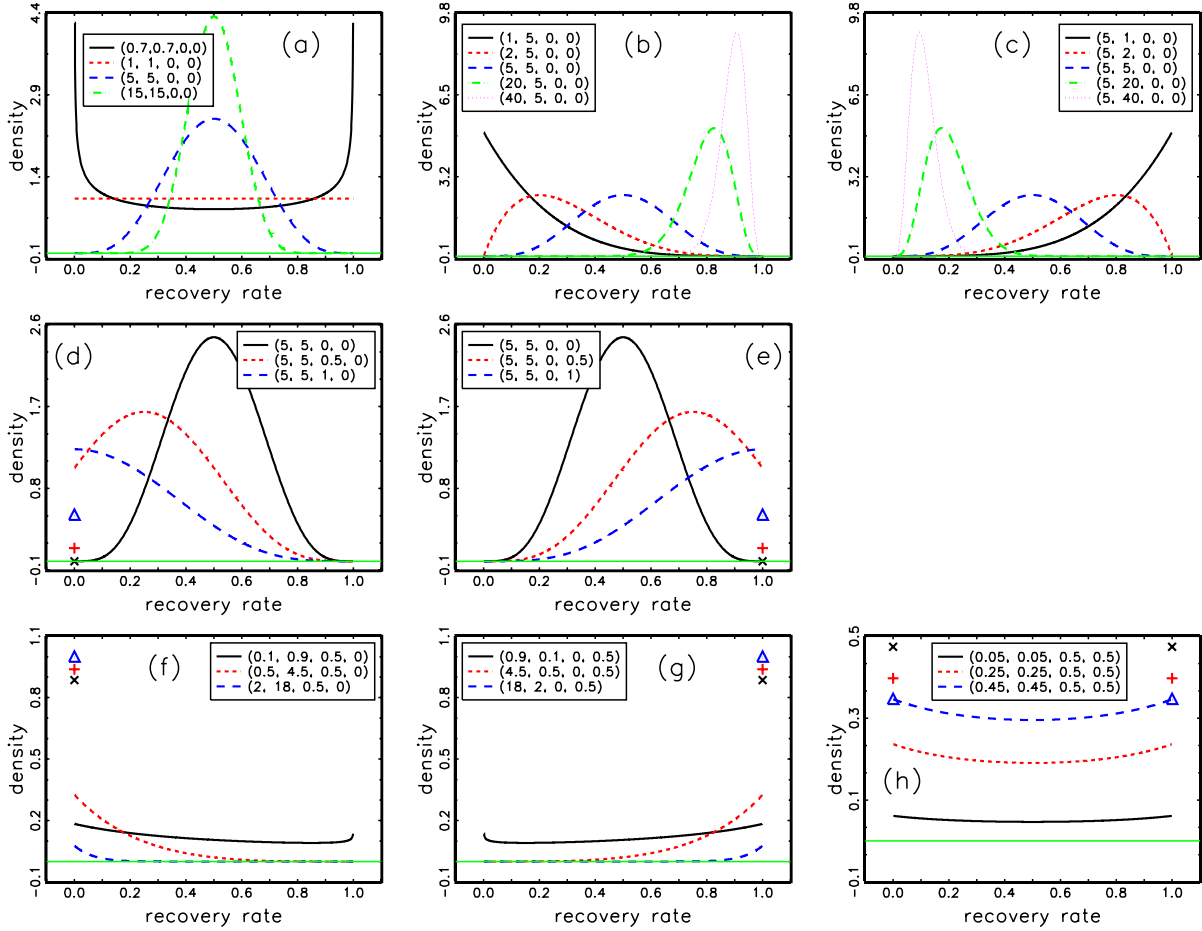 (a)
(0.7,0.7,0,0)
(1, 1, 0, 0)
(5, 5, 0, 0)
(15,15,0,0)
density
4.4
2.9
1.4
-0.1
0.0 0.2 0.4 0.6 0.8 1.0
recovery rate
(b)
(1, 5, 0, 0)
(2, 5, 0, 0)
(5, 5, 0, 0)
(20, 5, 0, 0)
(40, 5, 0, 0)
density
9.8
6.5
3.2
-0.1
0.0 0.2 0.4 0.6 0.8 1.0
recovery rate
(c)
(5, 1, 0, 0)
(5, 2, 0, 0)
(5, 5, 0, 0)
(5, 20, 0, 0)
(5, 40, 0, 0)
density
9.8
6.5
3.2
-0.1
0.0 0.2 0.4 0.6 0.8 1.0
recovery rate
(d)
(5, 5, 0, 0)
(5, 5, 0.5, 0)
(5, 5, 1, 0)
density
2.6
1.7
0.8
-0.1
0.0 0.2 0.4 0.6 0.8 1.0
recovery rate
(e)
(5, 5, 0, 0)
(5, 5, 0, 0.5)
(5, 5, 0, 1)
density
2.6
1.7
0.8
-0.1
0.0 0.2 0.4 0.6 0.8 1.0
recovery rate
(f)
(0.1, 0.9, 0.5, 0)
(0.5, 4.5, 0.5, 0)
(2, 18, 0.5, 0)
density
1.1
0.8
0.5
0.2
-0.1
0.0 0.2 0.4 0.6 0.8 1.0
recovery rate
(g)
(0.9, 0.1, 0, 0.5)
(4.5, 0.5, 0, 0.5)
(18, 2, 0, 0.5)
density
1.1
0.8
0.5
0.2
-0.1
0.0 0.2 0.4 0.6 0.8 1.0
recovery rate
(h)
(0.05, 0.05, 0.5, 0.5)
(0.25, 0.25, 0.5, 0.5)
(0.45, 0.45, 0.5, 0.5)
density
0.5
0.3
0.1
-0.1
0.0 0.2 0.4 0.6 0.8 1.0
recovery rate